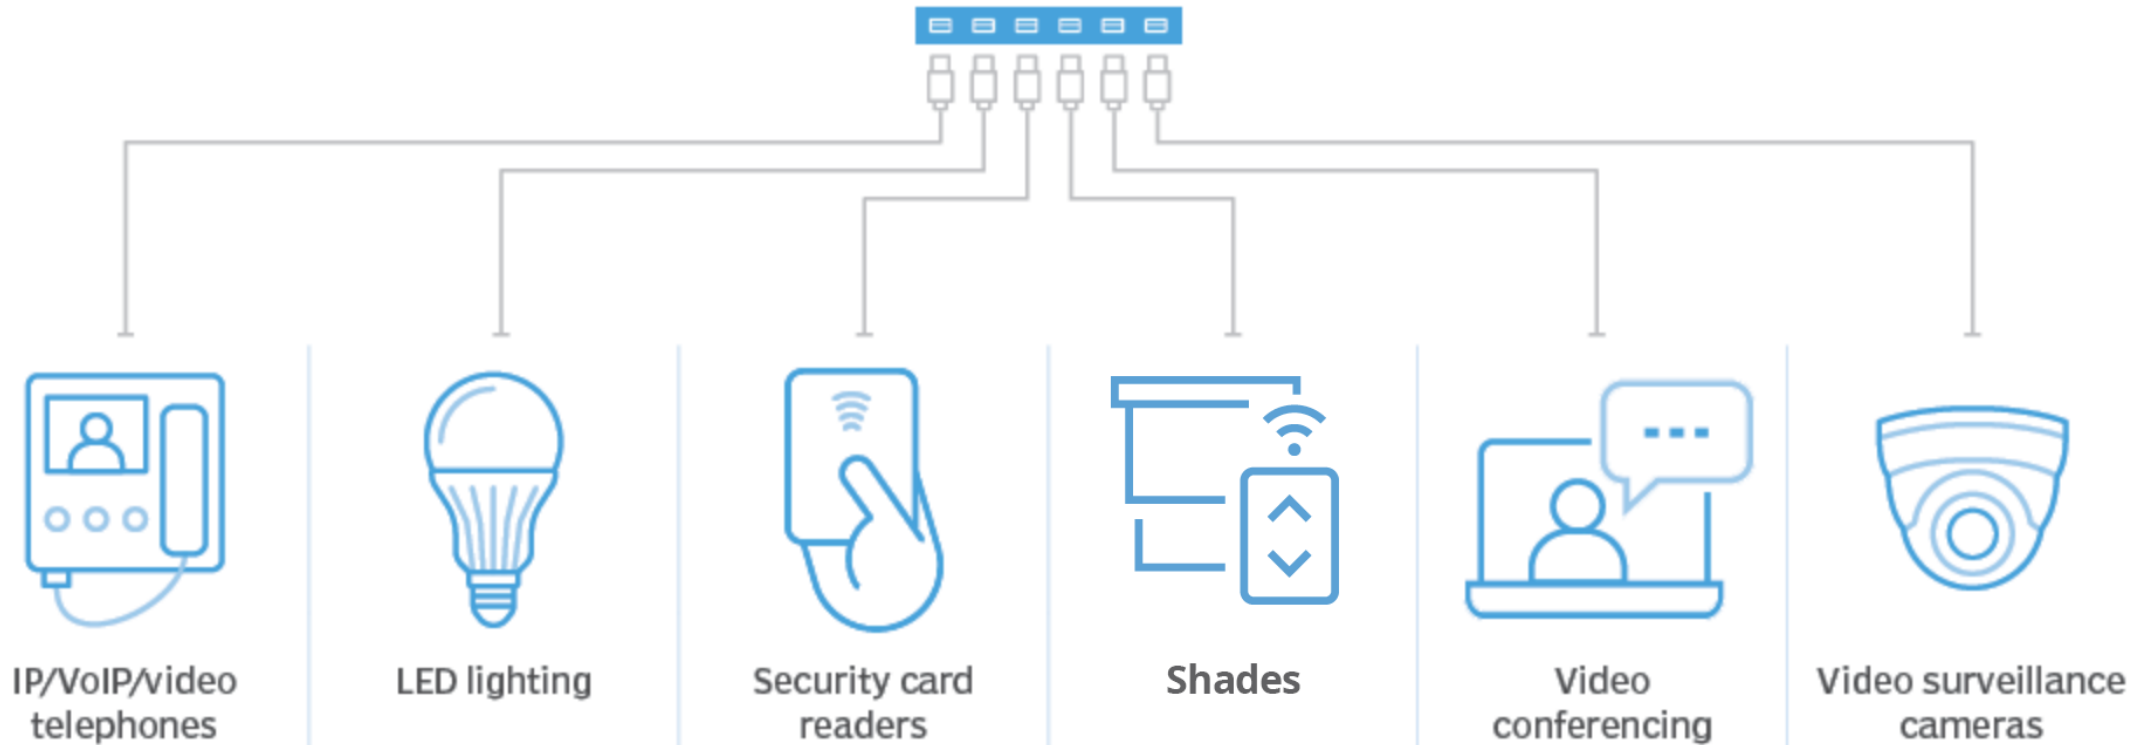 IP/VoIP/video
telephones
LED lighting
Security card
readers
Shades
Video
conferencing
Video surveillance
cameras